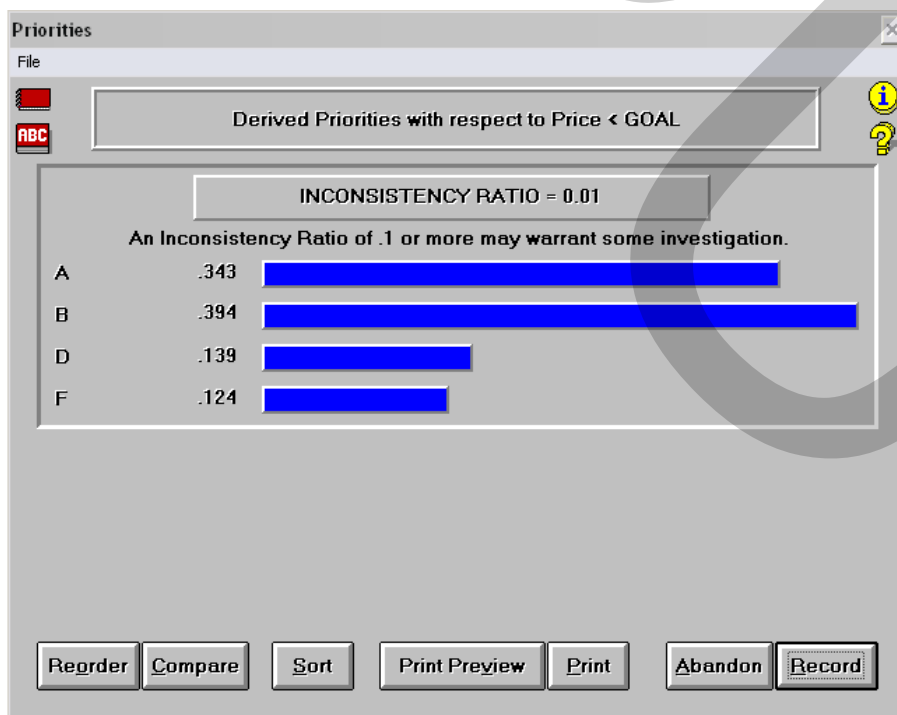 Priorities
File
ABC
Derived Priorities with respect to Price < GOAL
i
?
INCONSISTENCY RATIO = 0.01
An Inconsistency Ratio of .1 or more may warrant some investigation.
A .343
B .394
D .139
F .124
Reorder Compare Sort Print Preview Print Abandon Record